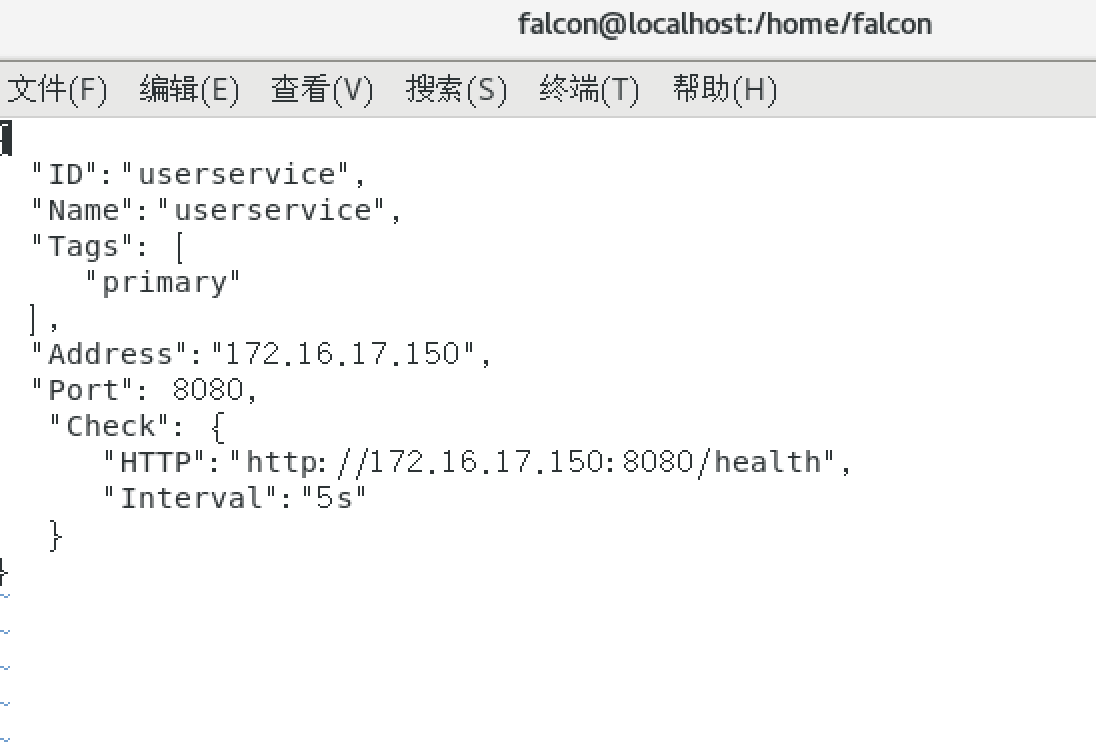 falcon@localhost:/home/falcon
文件(F) 编辑(E) 查看(V) 搜索(S) 终端(T) 帮助(H)
{
"ID":"userservice",
"Name":"userservice",
"Tags": [
"primary"
],
"Address":"172.16.17.150",
"Port": 8080,
"Check": {
"HTTP":"http://172.16.17.150:8080/health",
"Interval":"5s"
}
}
~
~
~
~
~